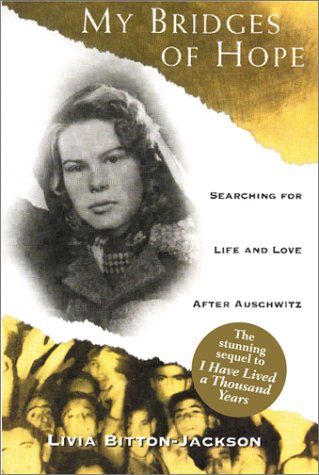 MY BRIDGES
OF HOPE
SEARCHING FOR
LIFE AND LOVE
AFTER AUSCHWITZ
The
stunning
sequel to
I Have Lived
a Thousand
Years
LIVIA BITTON-JACKSON